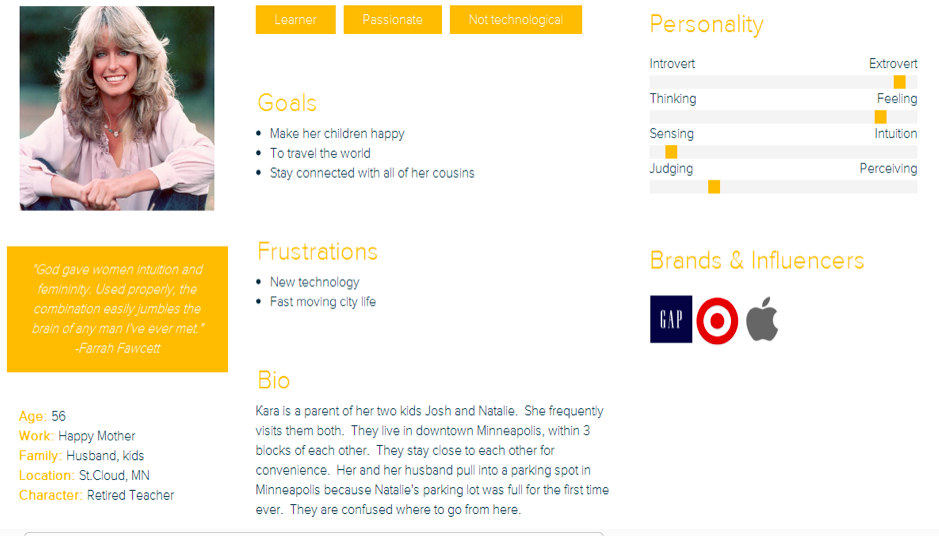 Learner
Passionate
Not technological
Goals
Make her children happy
To travel the world
Stay connected with all of her cousins
Frustrations
New technology
Fast moving city life
Bio
Kara is a parent of her two kids Josh and Natalie. She frequently
visits them both. They live in downtown Minneapolis, within 3
blocks of each other. They stay close to each other for
convenience. Her and her husband pull into a parking spot in
Minneapolis because Natalie's parking lot was full for the first time
ever. They are confused where to go from here.
"God gave women intuition and
femininity. Used properly, the
combination easily jumbles the
brain of any man I've ever met."
-Farrah Fawcett
Age: 56
Work: Happy Mother
Family: Husband, kids
Location: St.Cloud, MN
Character: Retired Teacher
Personality
Introvert Extrovert
Thinking Feeling
Sensing Intuition
Judging Perceiving
Brands & Influencers
GAP